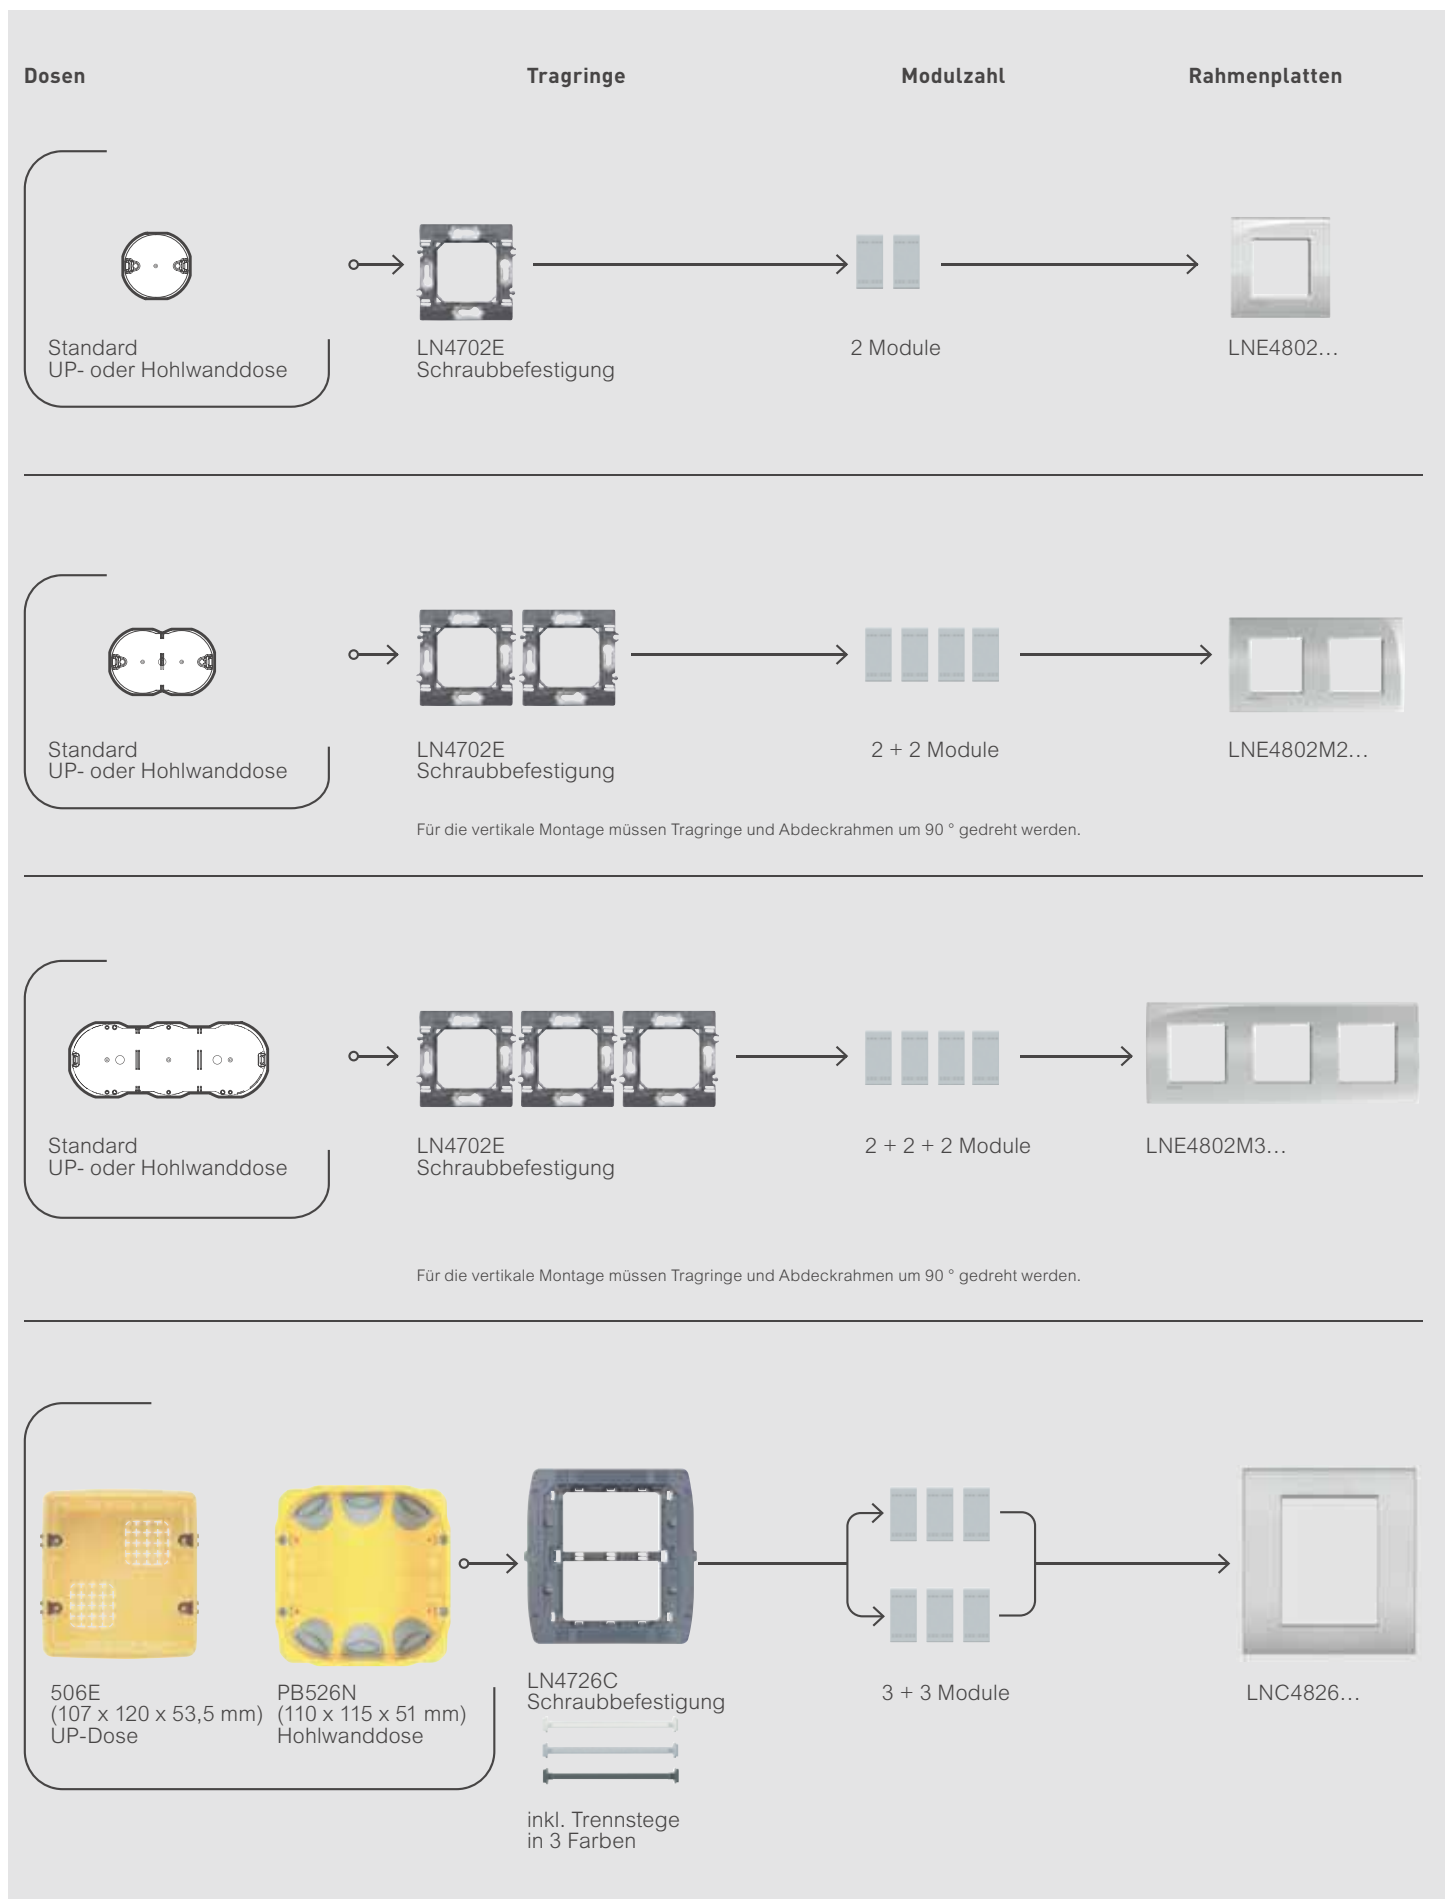 Dosen
Tragringe
Modulzahl
Rahmenplatten
Standard
UP- oder Hohlwanddose
LN4702E
Schraubbefestigung
2 Module
LNE4802…
Standard
UP- oder Hohlwanddose
LN4702E
Schraubbefestigung
2 + 2 Module
LNE4802M2…
Für die vertikale Montage müssen Tragringe und Abdeckrahmen um 90 ° gedreht werden.
Standard
UP- oder Hohlwanddose
LN4702E
Schraubbefestigung
2 + 2 + 2 Module
LNE4802M3…
Für die vertikale Montage müssen Tragringe und Abdeckrahmen um 90 ° gedreht werden.
506E
(107 x 120 x 53,5 mm)
UP-Dose
PB526N
(110 x 115 x 51 mm)
Hohlwanddose
LN4726C
Schraubbefestigung
inkl. Trennstege
in 3 Farben
3 + 3 Module
LNC4826…